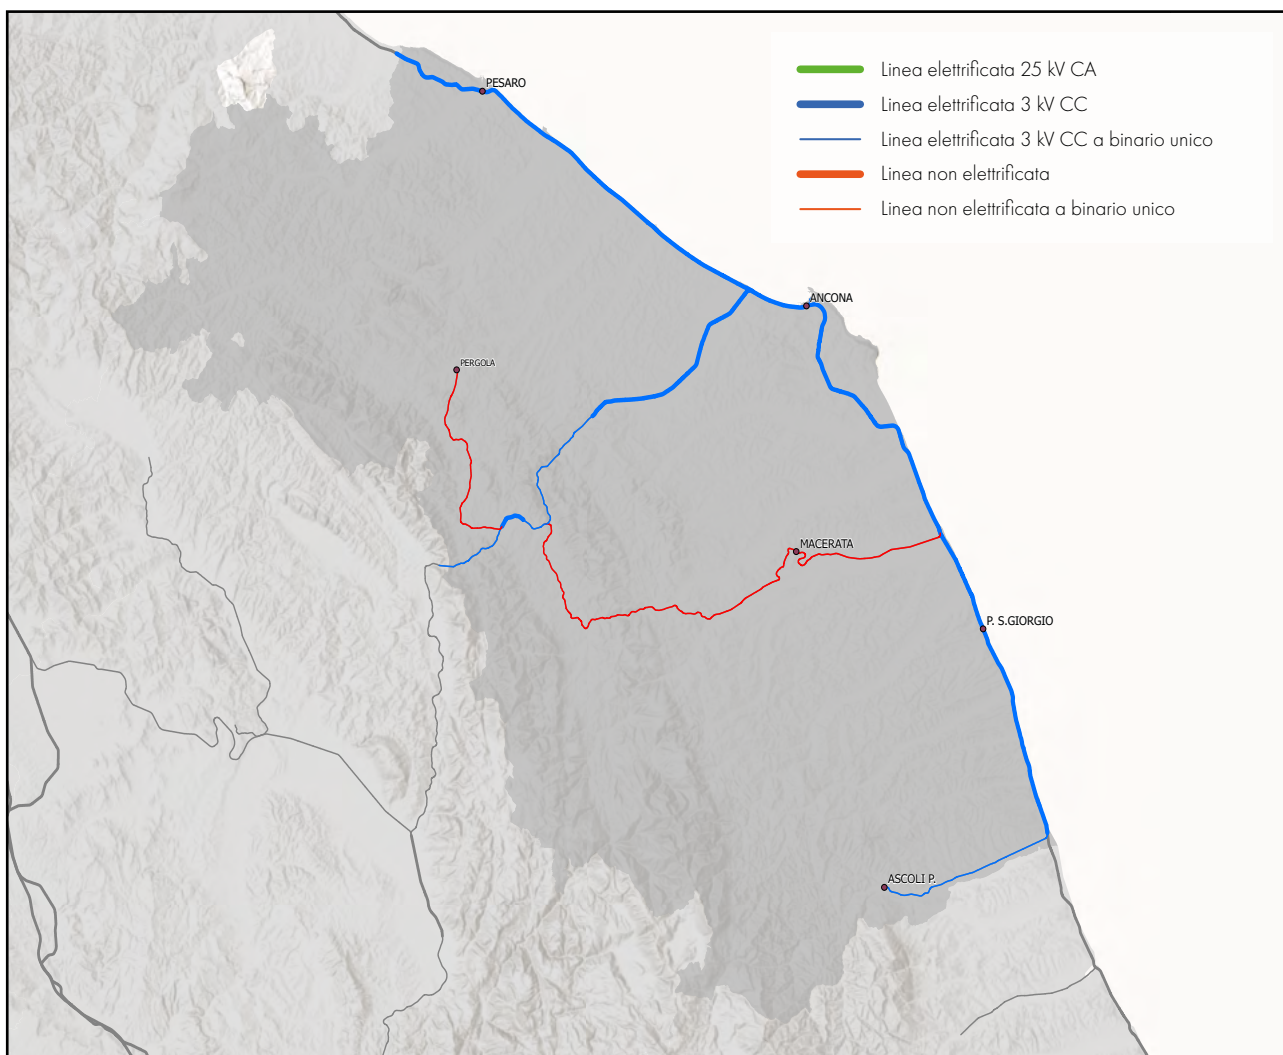 Linea elettrificata 25 kV CA
Linea elettrificata 3 kV CC
Linea elettrificata 3 kV CC a binario unico
Linea non elettrificata
Linea non elettrificata a binario unico
PESARO
ANCONA
PERGOLA
MACERATA
P. S.GIORGIO
ASCOLI P.